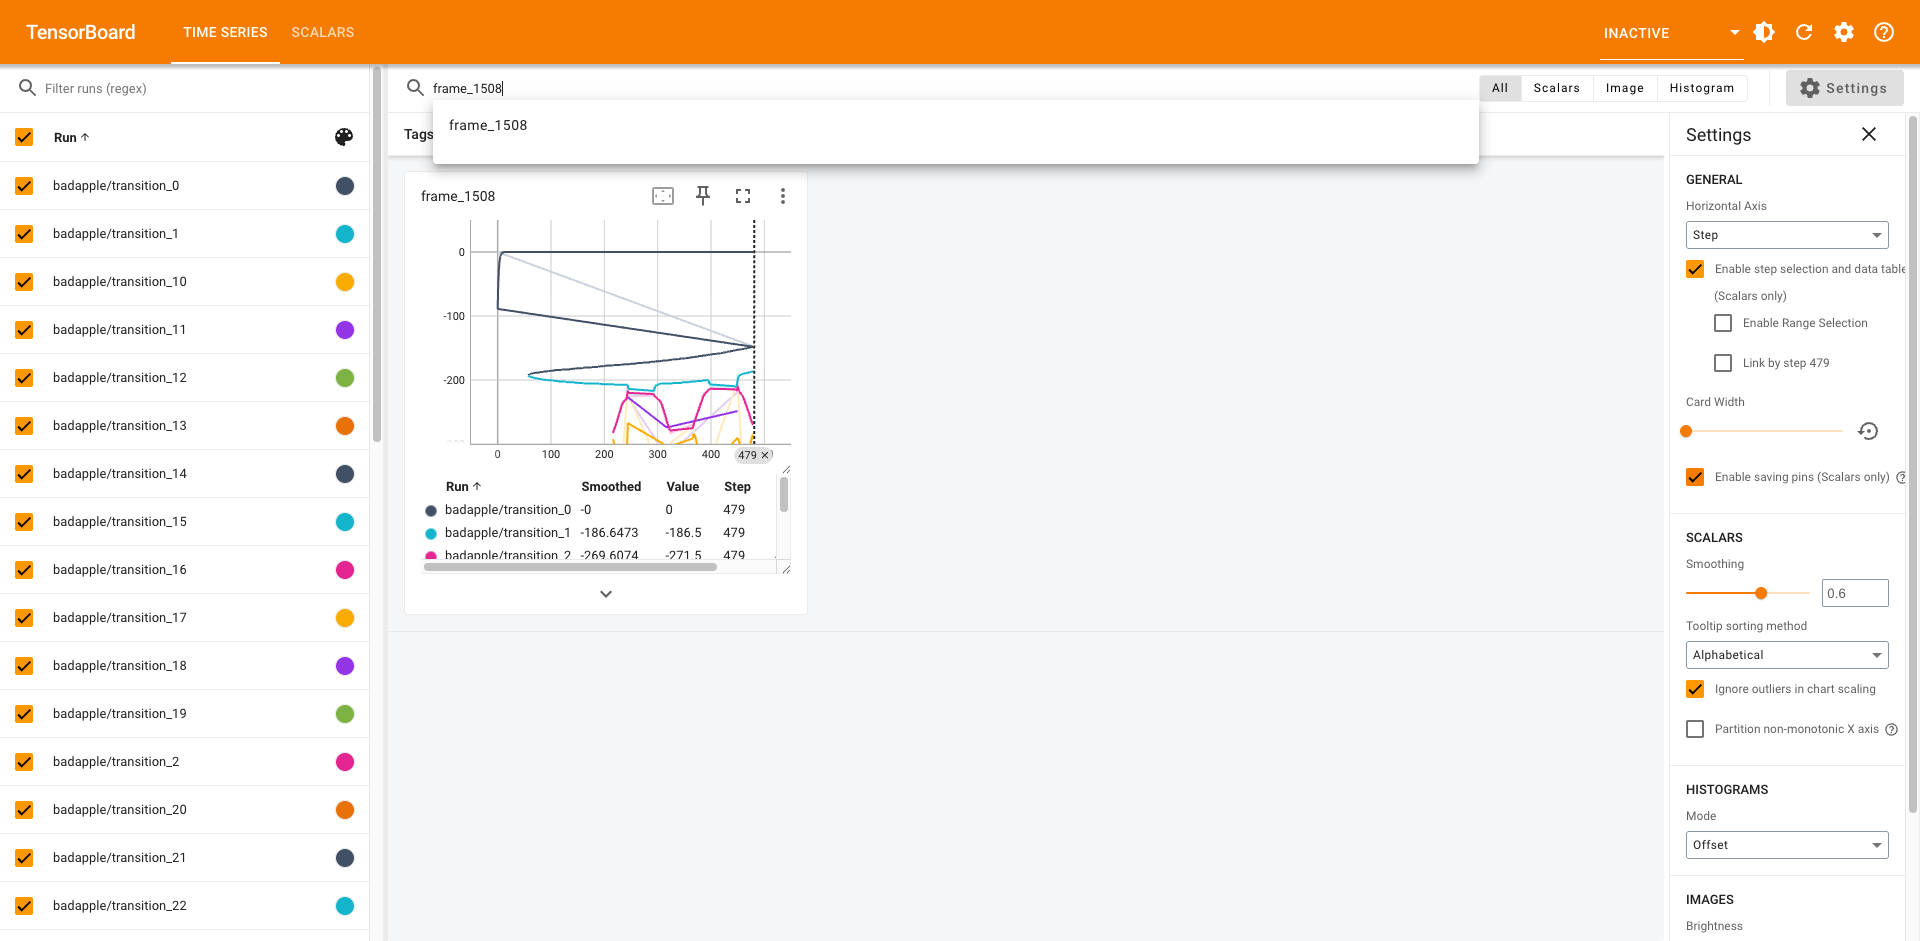 TensorBoard
TIME SERIES
SCALARS
INACTIVE
Filter runs (regex)
frame_1508
All
Scalars
Image
Histogram
Settings
Run
badapple/transition_0
badapple/transition_1
badapple/transition_10
badapple/transition_11
badapple/transition_12
badapple/transition_13
badapple/transition_14
badapple/transition_15
badapple/transition_16
badapple/transition_17
badapple/transition_18
badapple/transition_19
badapple/transition_2
badapple/transition_20
badapple/transition_21
badapple/transition_22
Tags
frame_1508
frame_1508
0
-100
-200
0
100
200
300
400
479
Run Smoothed Value Step
badapple/transition_0 -0 0 479
badapple/transition_1 -186.6473 -186.5 479
badapple/transition_2 -269.6074 -271.5 479
Settings
GENERAL
Horizontal Axis
Step
Enable step selection and data table
(Scalars only)
Enable Range Selection
Link by step 479
Card Width
Enable saving pins (Scalars only)
SCALARS
Smoothing
0.6
Tooltip sorting method
Alphabetical
Ignore outliers in chart scaling
Partition non-monotonic X axis
HISTOGRAMS
Mode
Offset
IMAGES
Brightness